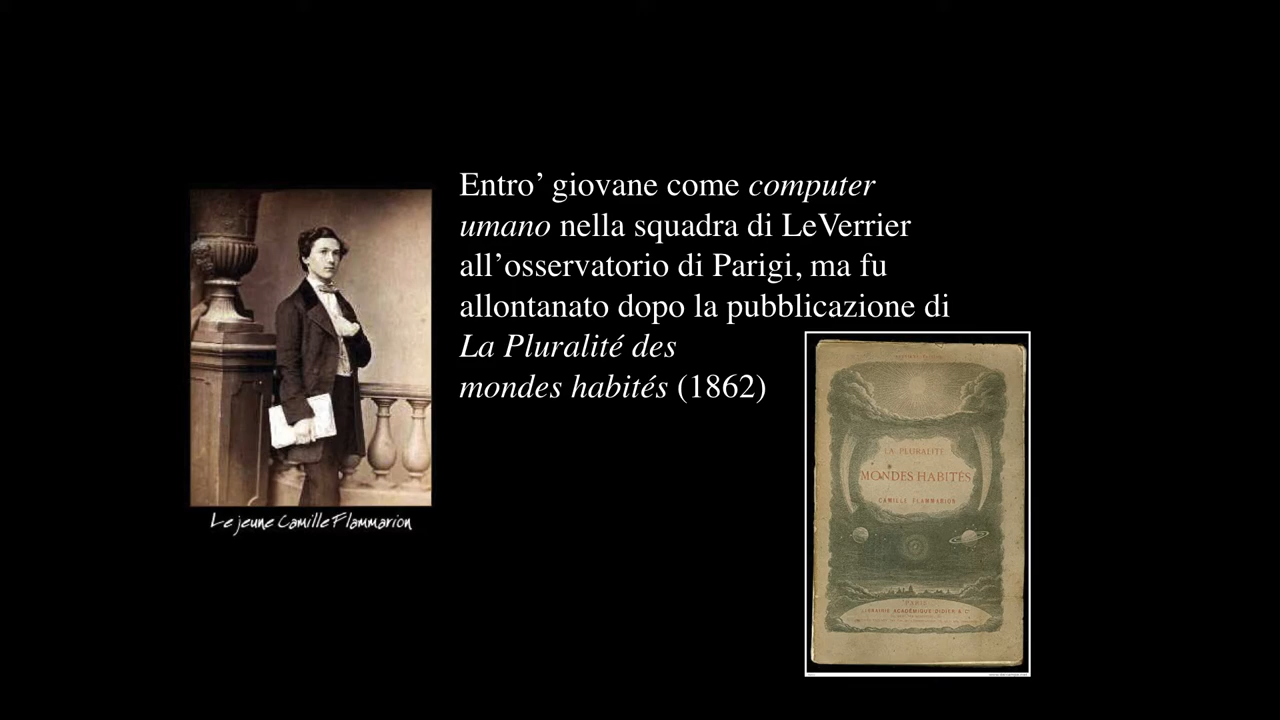 Entro’ giovane come computer
umano nella squadra di LeVerrier
all’osservatorio di Parigi, ma fu
allontanato dopo la pubblicazione di
La Pluralité des
mondes habités (1862)
Le jeune Camille Flammarion
LA PLURALITÉ
MONDES HABITÉS
CAMILLE FLAMMARION
PARIS
LIBRAIRIE ACADÉMIQUE DIDIER & Cie